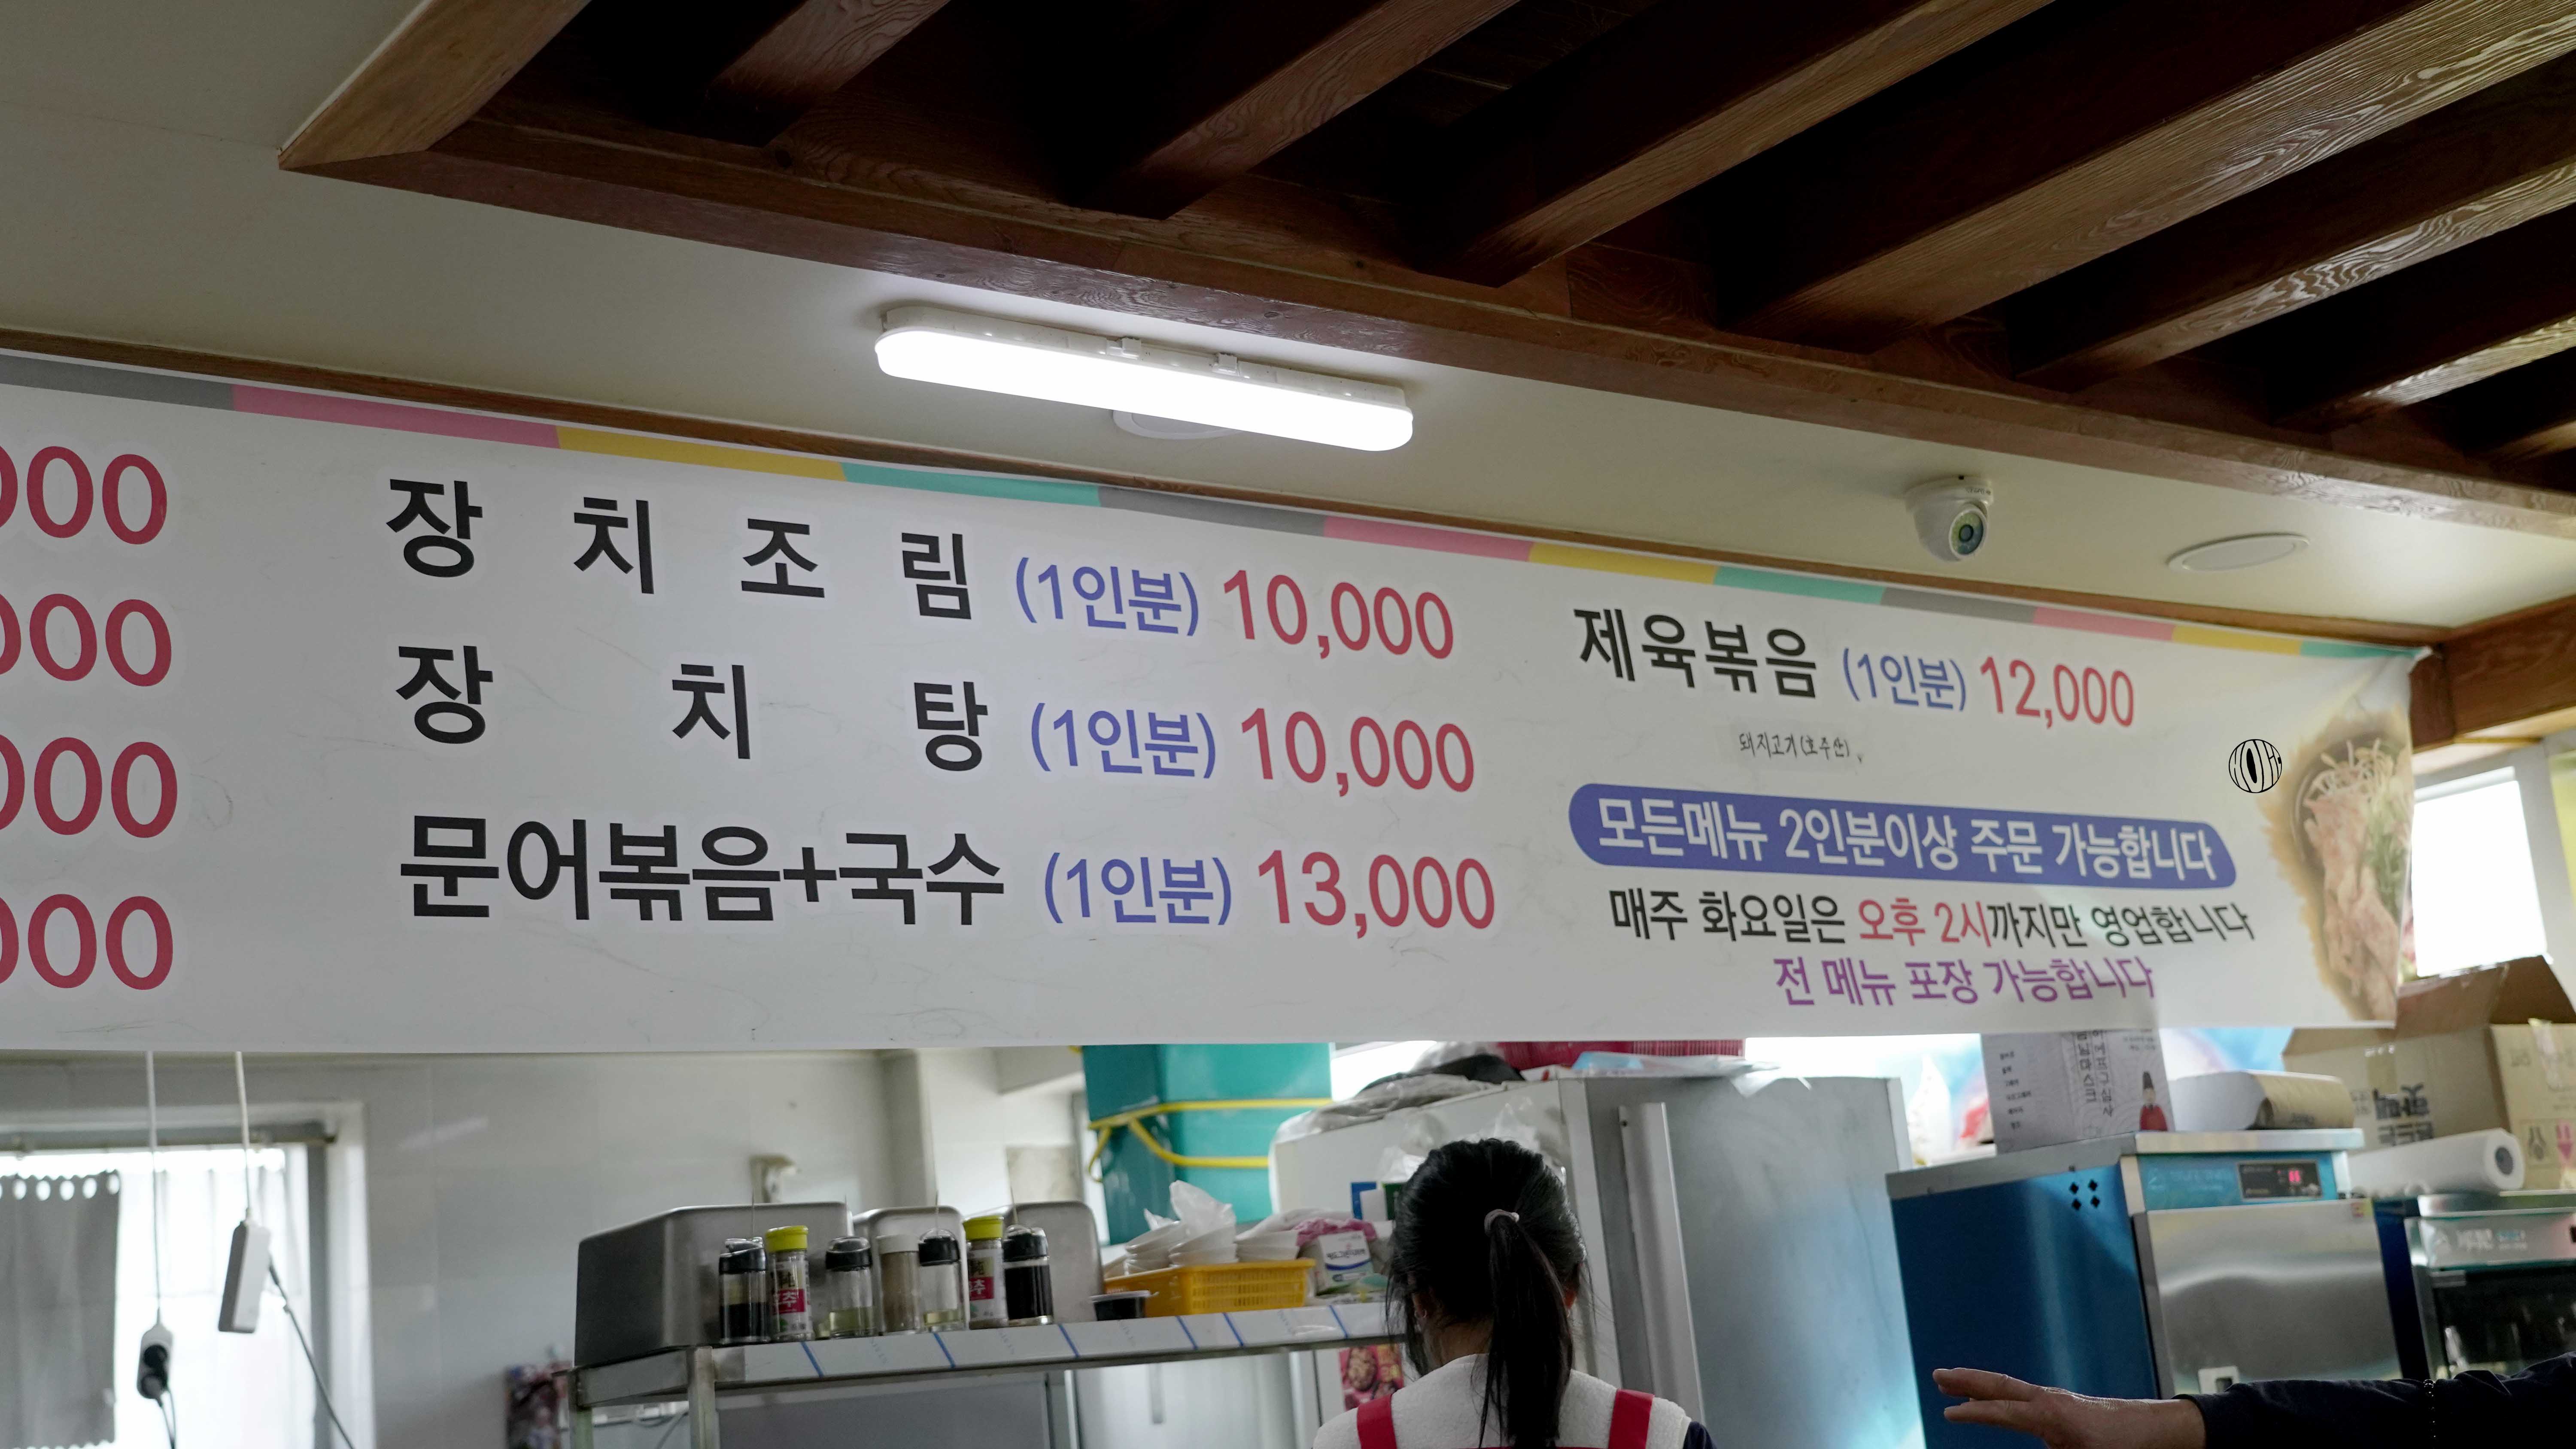 000
장치조림 (1인분) 10,000
000
장치탕 (1인분) 10,000
000
문어볶음+국수 (1인분) 13,000
000
제육볶음 (1인분) 12,000
돼지고기(호주산)
모든메뉴 2인분이상 주문 가능합니다
매주 화요일은 오후 2시까지만 영업합니다
전 메뉴 포장 가능합니다